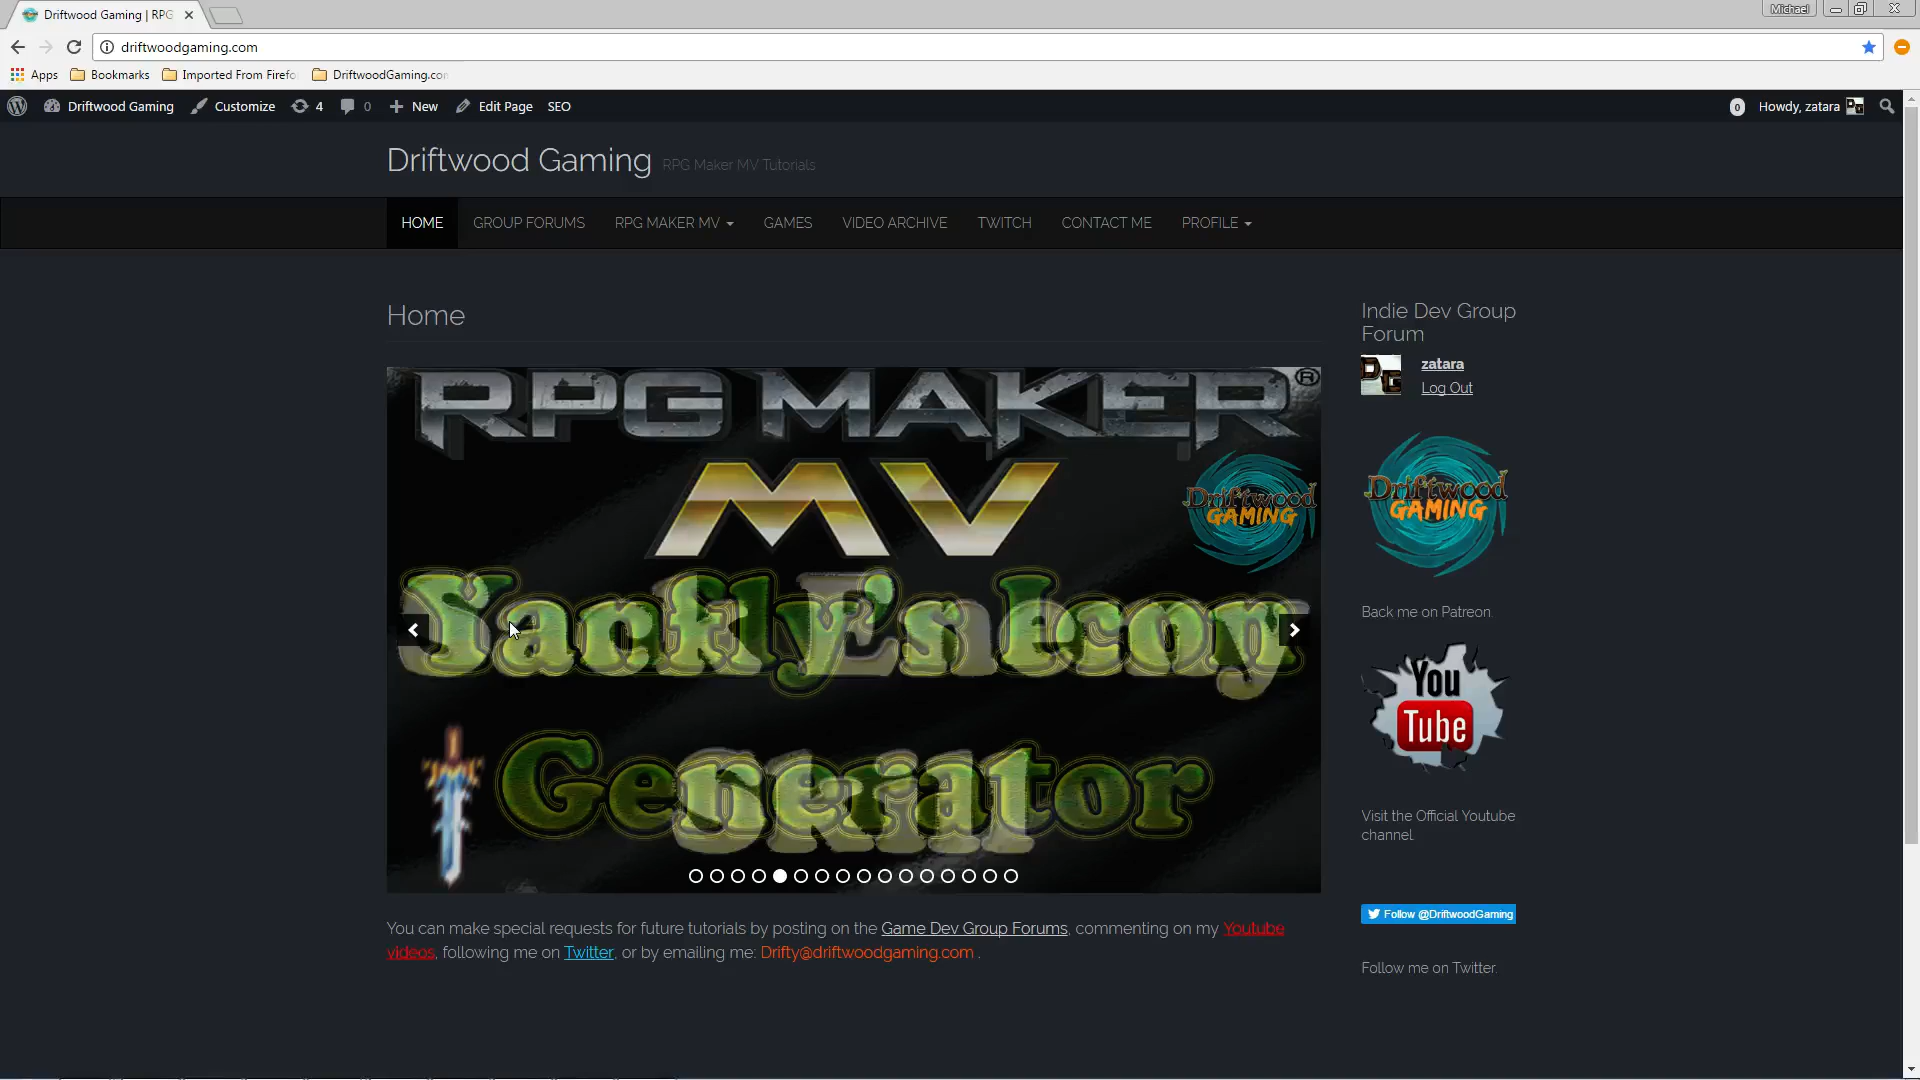 Driftwood Gaming | RPG
Michael
driftwoodgaming.com
Apps Bookmarks Imported From Firefo DriftwoodGaming.con
Driftwood Gaming Customize 4 0 New Edit Page SEO 0 Howdy, zatara
Driftwood Gaming RPG Maker MV Tutorials
HOME GROUP FORUMS RPG MAKER MV GAMES VIDEO ARCHIVE TWITCH CONTACT ME PROFILE
Home
RPG MAKER®
MV
Driftwood
GAMING
Generator
You can make special requests for future tutorials by posting on the Game Dev Group Forums, commenting on my Youtube
videos, following me on Twitter, or by emailing me: Drifty@driftwoodgaming.com .
Indie Dev Group
Forum
DG
zatara
Log Out
Driftwood
GAMING
Back me on Patreon.
You
Tube
Visit the Official Youtube
channel.
Follow @DriftwoodGaming
Follow me on Twitter.